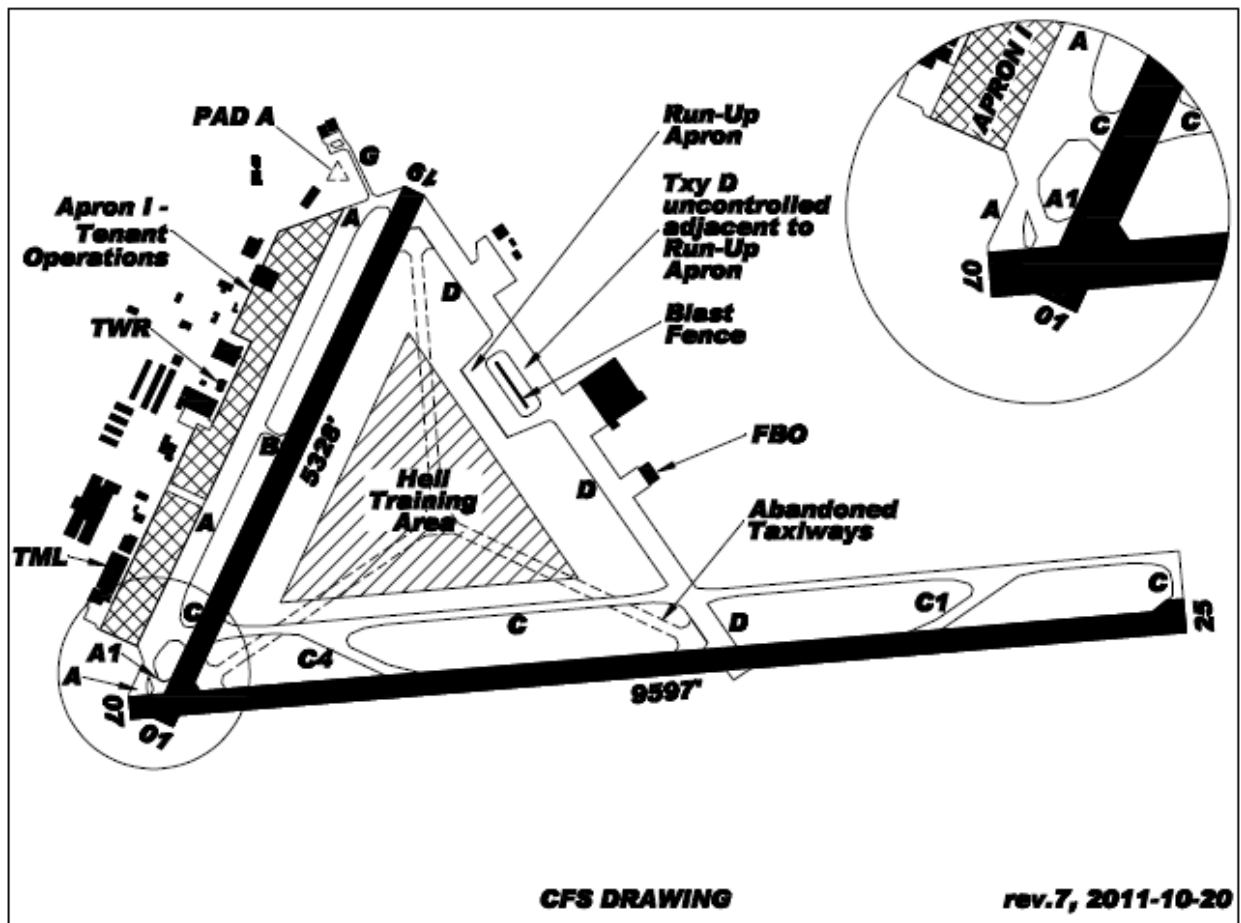 PAD A
G
19
Run-Up
Apron
Txy D
uncontrolled
adjacent to
Run-Up
Apron
Blast
Fence
Apron I -
Tenant
Operations
TWR
A
D
B
5328'
Heli
Training
Area
FBO
D
Abandoned
Taxiways
A
TML
C
C
C1
C
D
25
A1
A
C4
07
01
9597'
A
APRON I
C
C
A1
A
07
01
CFS DRAWING
rev.7, 2011-10-20